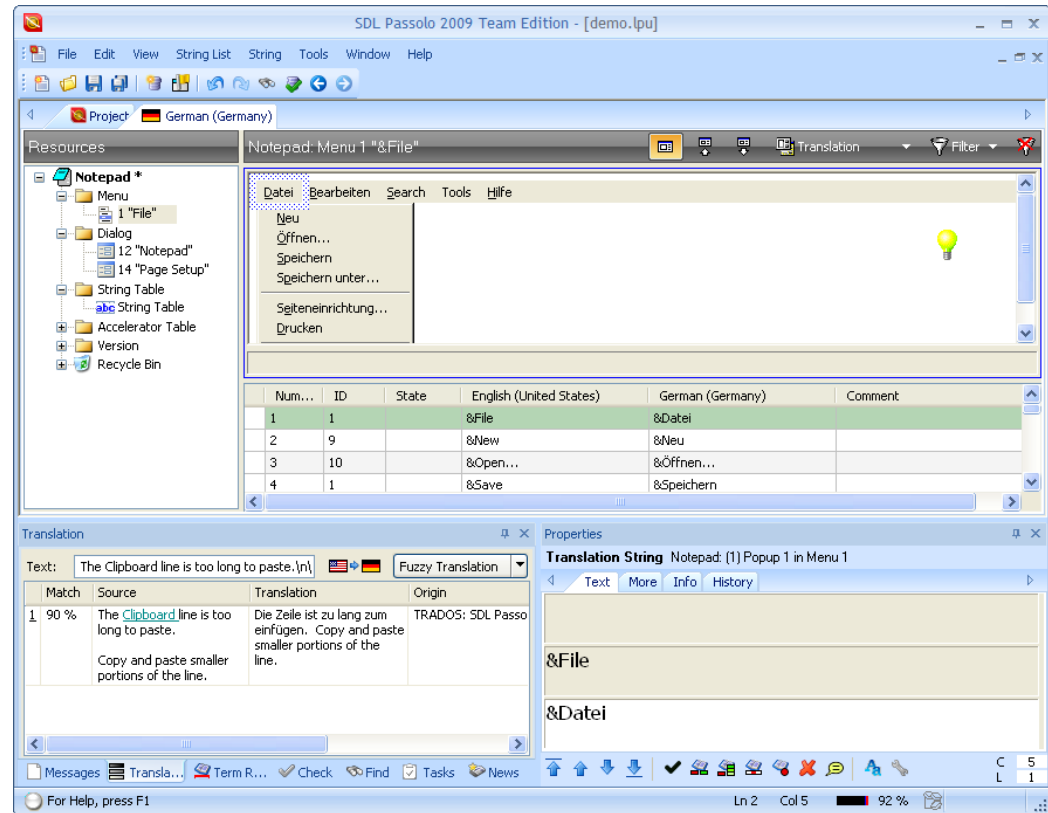 SDL Passolo 2009 Team Edition - [demo.lpu]
File Edit View String List String Tools Window Help
Project German (Germany)
Resources
Notepad: Menu 1 "&File"
Translation Filter
Notepad *
Menu
1 "File"
Dialog
12 "Notepad"
14 "Page Setup"
String Table
abc String Table
Accelerator Table
Version
Recycle Bin
Datei Bearbeiten Search Tools Hilfe
Neu
Öffnen...
Speichern
Speichern unter...
Seiteneinrichtung...
Drucken
Num... ID State English (United States) German (Germany) Comment
1 1 &File &Datei
2 9 &New &Neu
3 10 &Open... &Öffnen...
4 1 &Save &Speichern
Translation
Text: The Clipboard line is too long to paste.\n\ Fuzzy Translation
Match Source Translation Origin
1 90 % The Clipboard line is too long to paste.
Copy and paste smaller portions of the line.
Die Zeile ist zu lang zum einfügen. Copy and paste smaller portions of the line.
TRADOS: SDL Passo
Messages Transla... Term R... Check Find Tasks News
Properties
Translation String Notepad: (1) Popup 1 in Menu 1
Text More Info History
&File
&Datei
C 5
L 1
For Help, press F1
Ln 2 Col 5 92 %